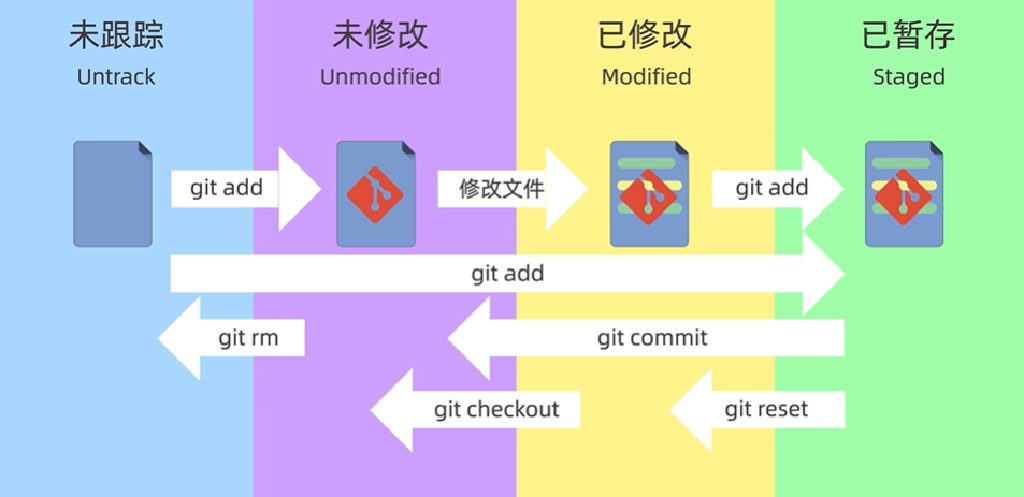 未跟踪
Untrack
未修改
Unmodified
已修改
Modified
已暂存
Staged
git add
修改文件
git add
git add
git rm
git commit
git checkout
git reset